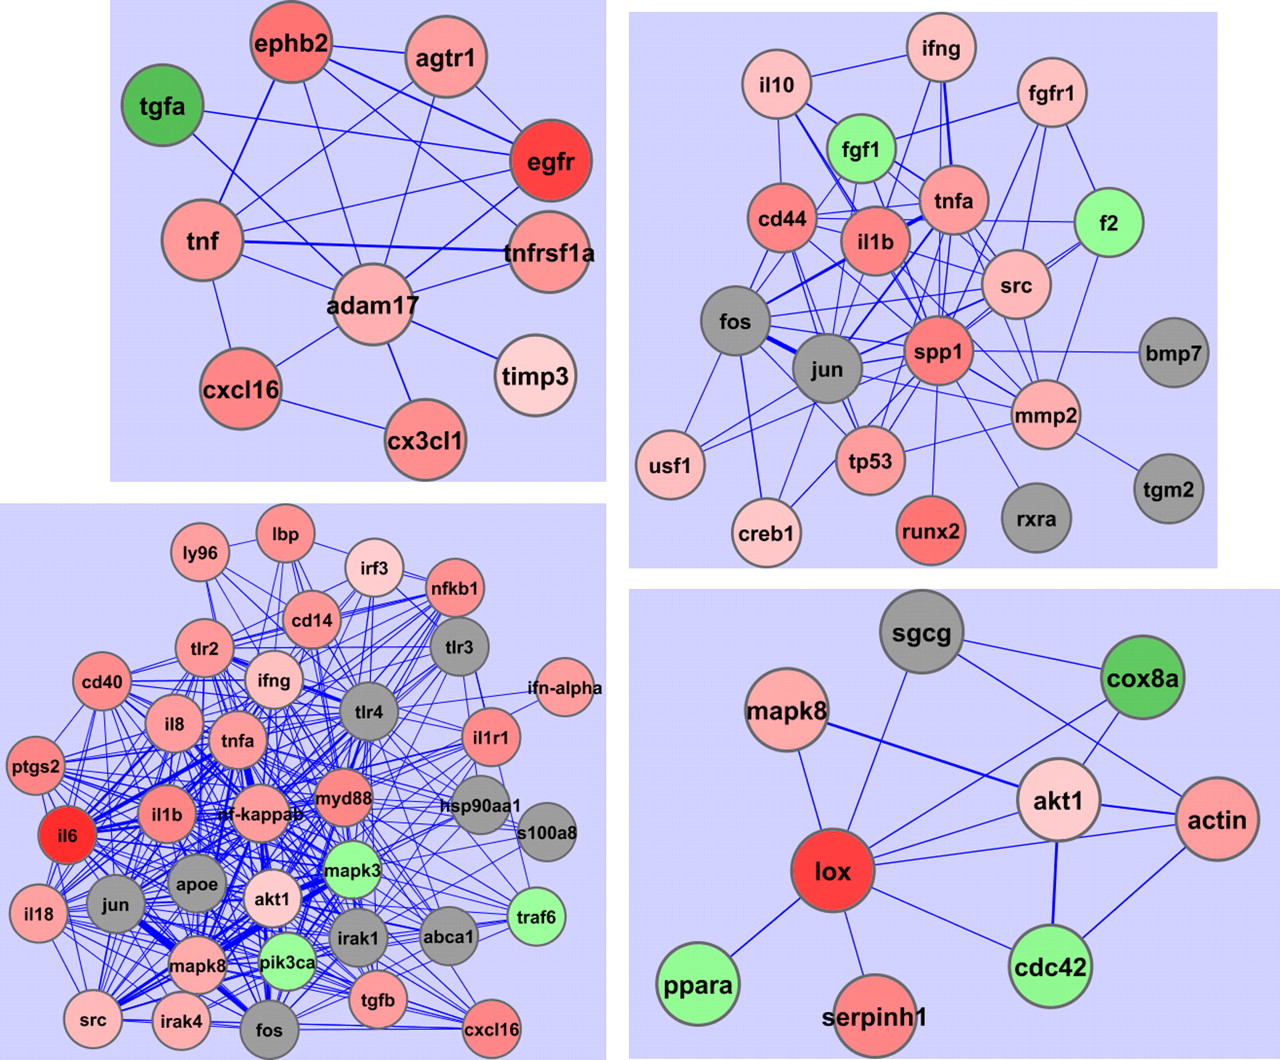 ephb2
agtr1
tgfa
egfr
tnf
tnfrsf1a
adam17
timp3
cxcl16
cx3cl1
ifng
il10
fgfr1
fgf1
cd44
tnfa
il1b
f2
src
fos
spp1
jun
bmp7
mmp2
usf1
tp53
tgm2
creb1
runx2
rxra
lbp
ly96
irf3
nfkb1
cd14
tlr2
tlr3
cd40
ifng
ifn-alpha
il8
tlr4
tnfa
il1r1
ptgs2
myd88
hsp90aa1
il1b
nf-kappab
il6
s100a8
mapk3
apoe
akt1
jun
il18
traf6
irak1
abca1
mapk8
pik3ca
tgfb
src
irak4
fos
cxcl16
sgcg
cox8a
mapk8
akt1
actin
lox
cdc42
ppara
serpinh1